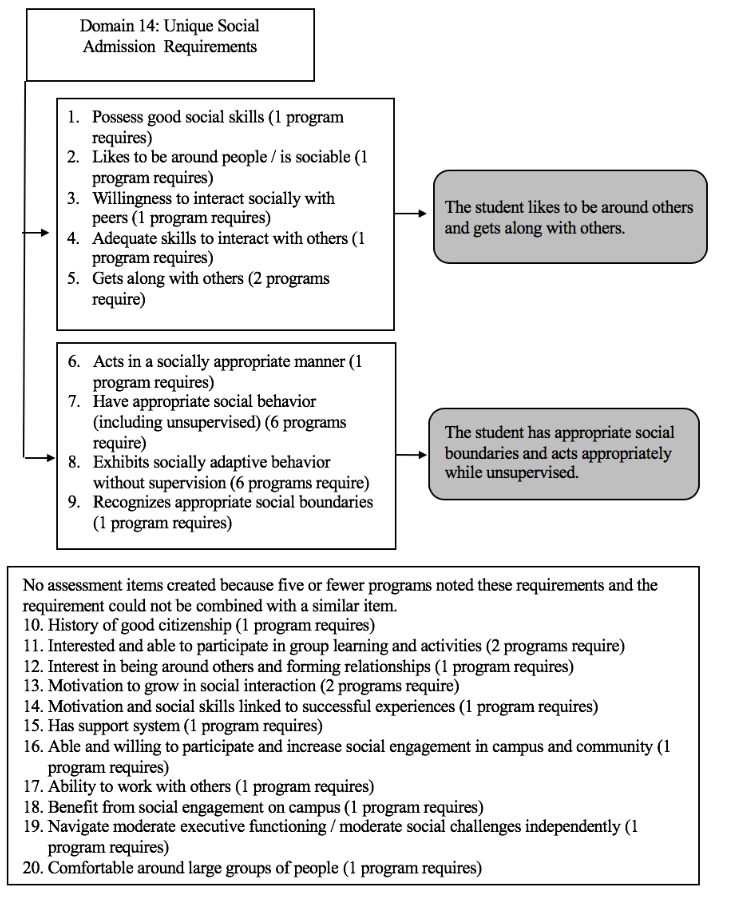 Domain 14: Unique Social
Admission Requirements
1. Possess good social skills (1 program
requires)
2. Likes to be around people / is sociable (1
program requires)
3. Willingness to interact socially with
peers (1 program requires)
4. Adequate skills to interact with others (1
program requires)
5. Gets along with others (2 programs
require)
The student likes to be around others
and gets along with others.
6. Acts in a socially appropriate manner (1
program requires)
7. Have appropriate social behavior
(including unsupervised) (6 programs
require)
8. Exhibits socially adaptive behavior
without supervision (6 programs require)
9. Recognizes appropriate social boundaries
(1 program requires)
The student has appropriate social
boundaries and acts appropriately
while unsupervised.
No assessment items created because five or fewer programs noted these requirements and the
requirement could not be combined with a similar item.
10. History of good citizenship (1 program requires)
11. Interested and able to participate in group learning and activities (2 programs require)
12. Interest in being around others and forming relationships (1 program requires)
13. Motivation to grow in social interaction (2 programs require)
14. Motivation and social skills linked to successful experiences (1 program requires)
15. Has support system (1 program requires)
16. Able and willing to participate and increase social engagement in campus and community (1
program requires)
17. Ability to work with others (1 program requires)
18. Benefit from social engagement on campus (1 program requires)
19. Navigate moderate executive functioning / moderate social challenges independently (1
program requires)
20. Comfortable around large groups of people (1 program requires)